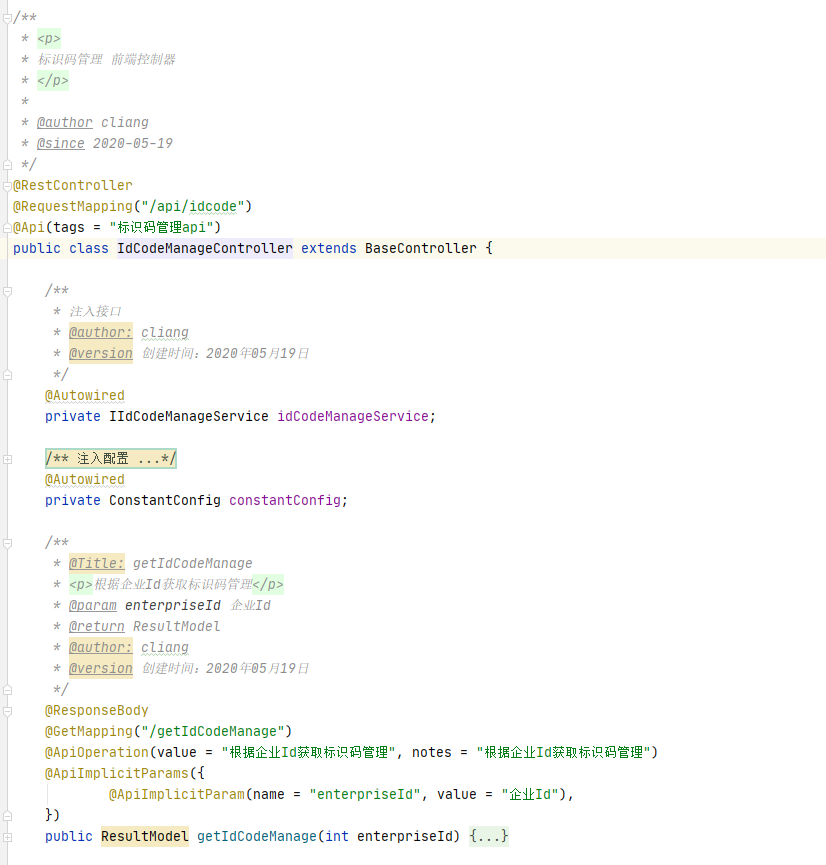 /**
 * <p>
 * 标识码管理 前端控制器
 * </p>
 *
 * @author cliang
 * @since 2020-05-19
 */
@RestController
@RequestMapping("/api/idcode")
@Api(tags = "标识码管理api")
public class IdCodeManageController extends BaseController {
    /**
     * 注入接口
     * @author: cliang
     * @version 创建时间：2020年05月19日
     */
    @Autowired
    private IIdCodeManageService idCodeManageService;
    /** 注入配置 ...*/
    @Autowired
    private ConstantConfig constantConfig;
    /**
     * @Title: getIdCodeManage
     * <p>根据企业Id获取标识码管理</p>
     * @param enterpriseId 企业Id
     * @return ResultModel
     * @author: cliang
     * @version 创建时间：2020年05月19日
     */
    @ResponseBody
    @GetMapping("/getIdCodeManage")
    @ApiOperation(value = "根据企业Id获取标识码管理", notes = "根据企业Id获取标识码管理")
    @ApiImplicitParams({
            @ApiImplicitParam(name = "enterpriseId", value = "企业Id"),
    })
    public ResultModel getIdCodeManage(int enterpriseId) {...}